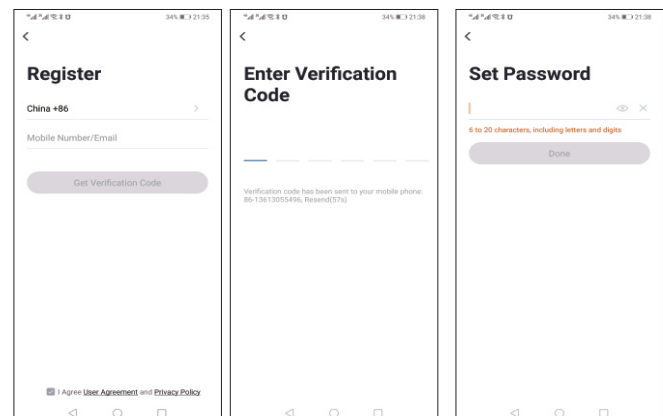 34% 21:35
Register
China +86
Mobile Number/Email
Get Verification Code
I Agree User Agreement and Privacy Policy
34% 21:38
Enter Verification
Code
Verification code has been sent to your mobile phone:
86-13613055496, Resend(57s)
34% 21:38
Set Password
6 to 20 characters, including letters and digits
Done